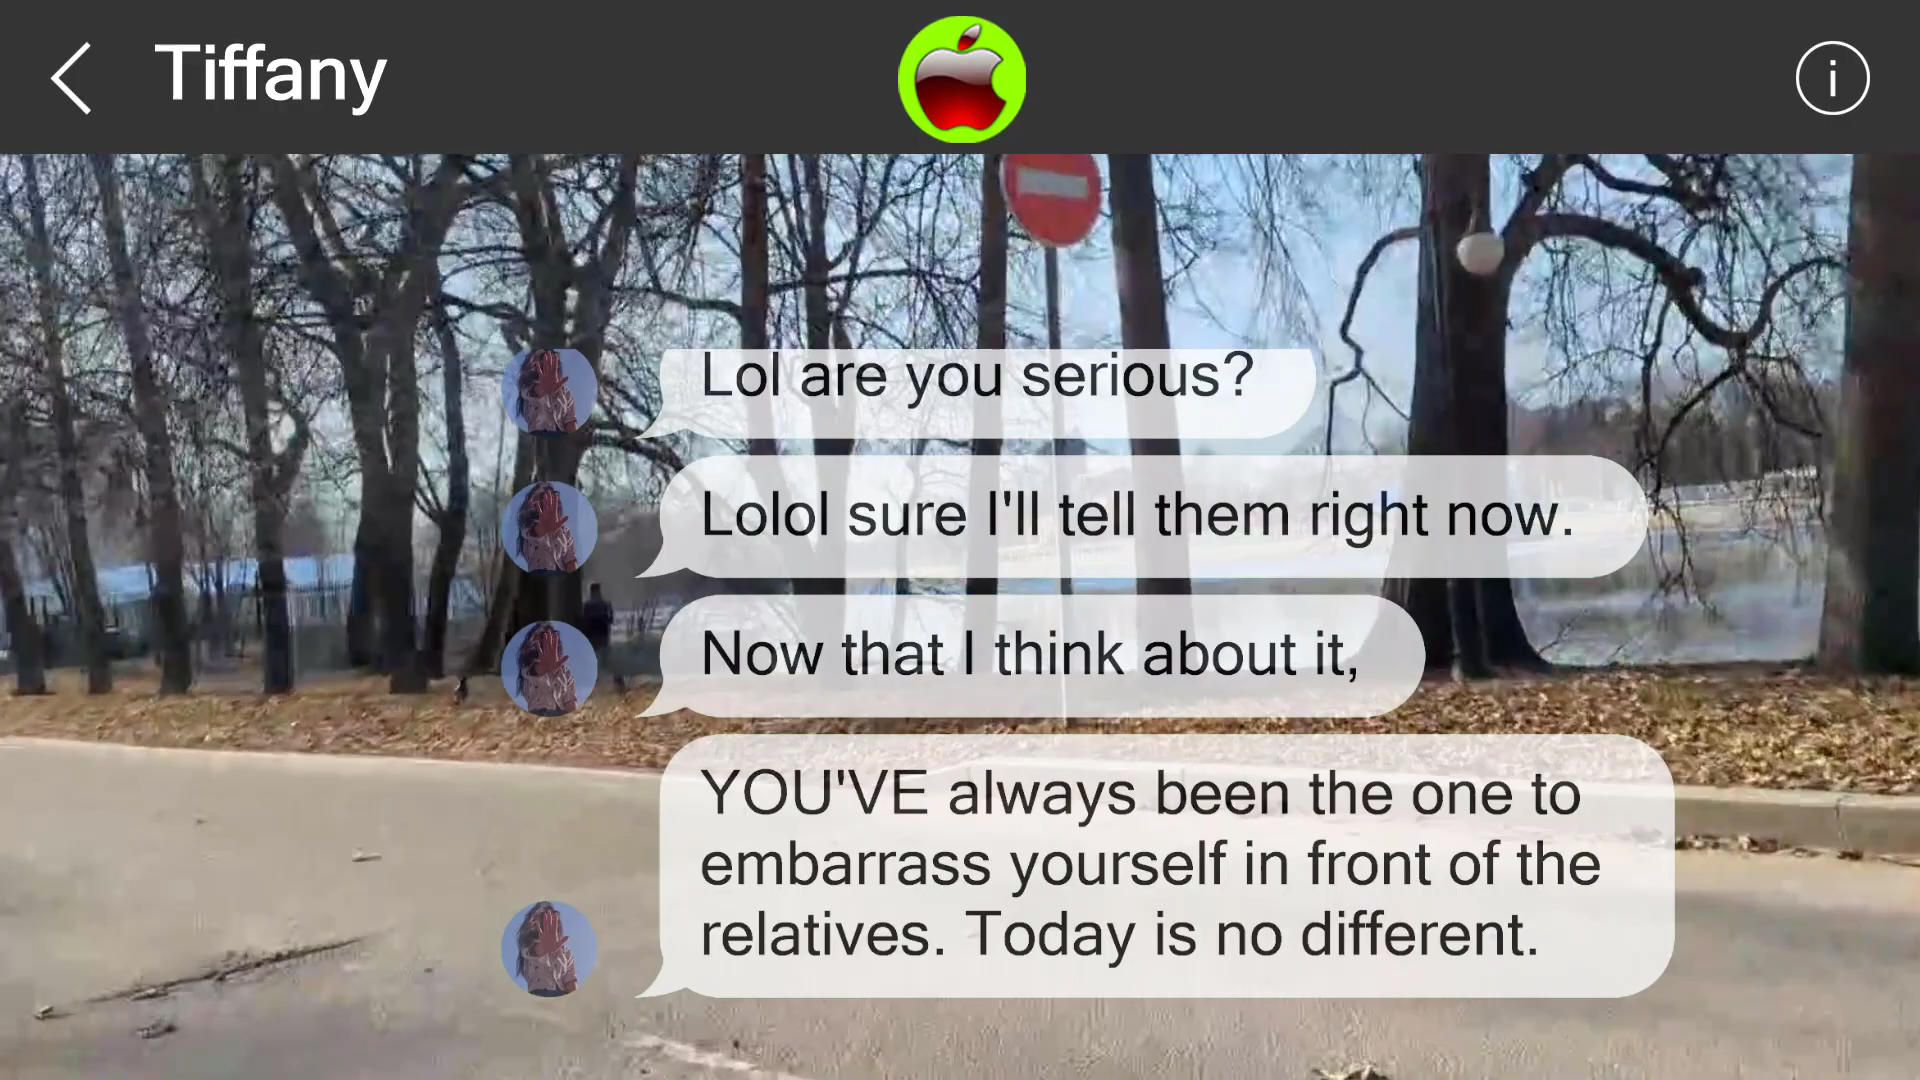 Tiffany
Lol are you serious?
Lolol sure I'll tell them right now.
Now that I think about it,
YOU'VE always been the one to
embarrass yourself in front of the
relatives. Today is no different.